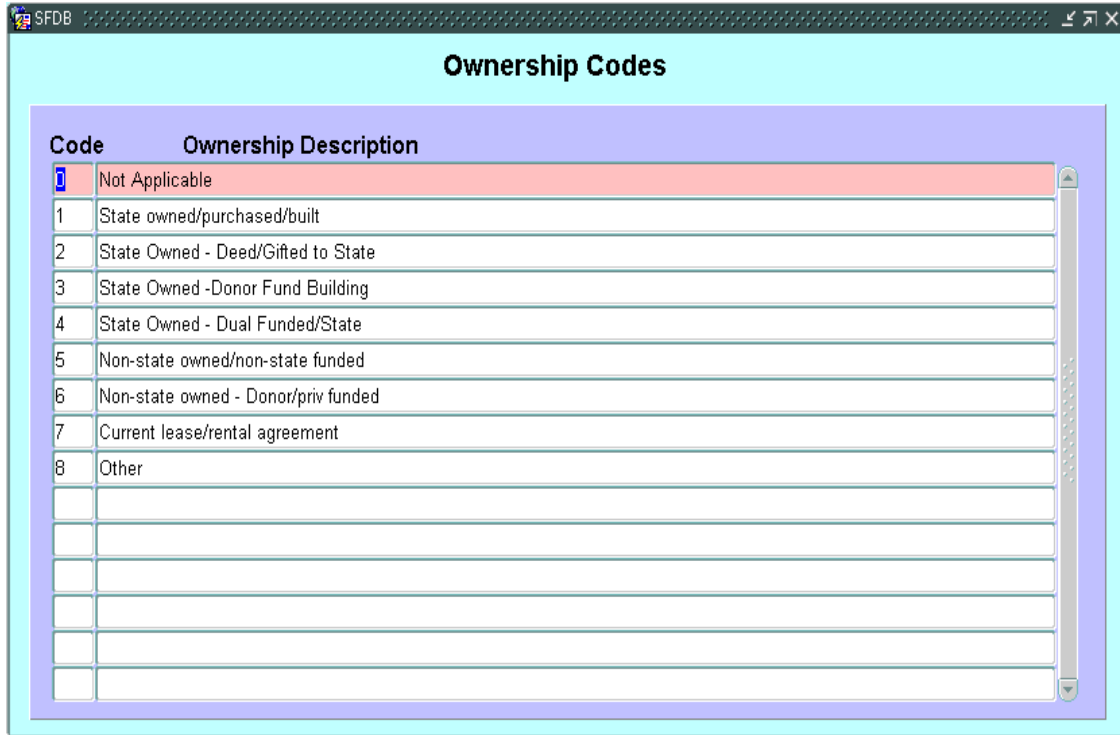 SFDB
Ownership Codes
Code Ownership Description
0 Not Applicable
1 State owned/purchased/built
2 State Owned - Deed/Gifted to State
3 State Owned -Donor Fund Building
4 State Owned - Dual Funded/State
5 Non-state owned/non-state funded
6 Non-state owned - Donor/priv funded
7 Current lease/rental agreement
8 Other